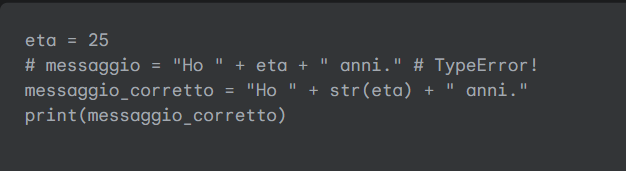 eta = 25
# messaggio = "Ho " + eta + " anni." # TypeError!
messaggio_corretto = "Ho " + str(eta) + " anni."
print(messaggio_corretto)